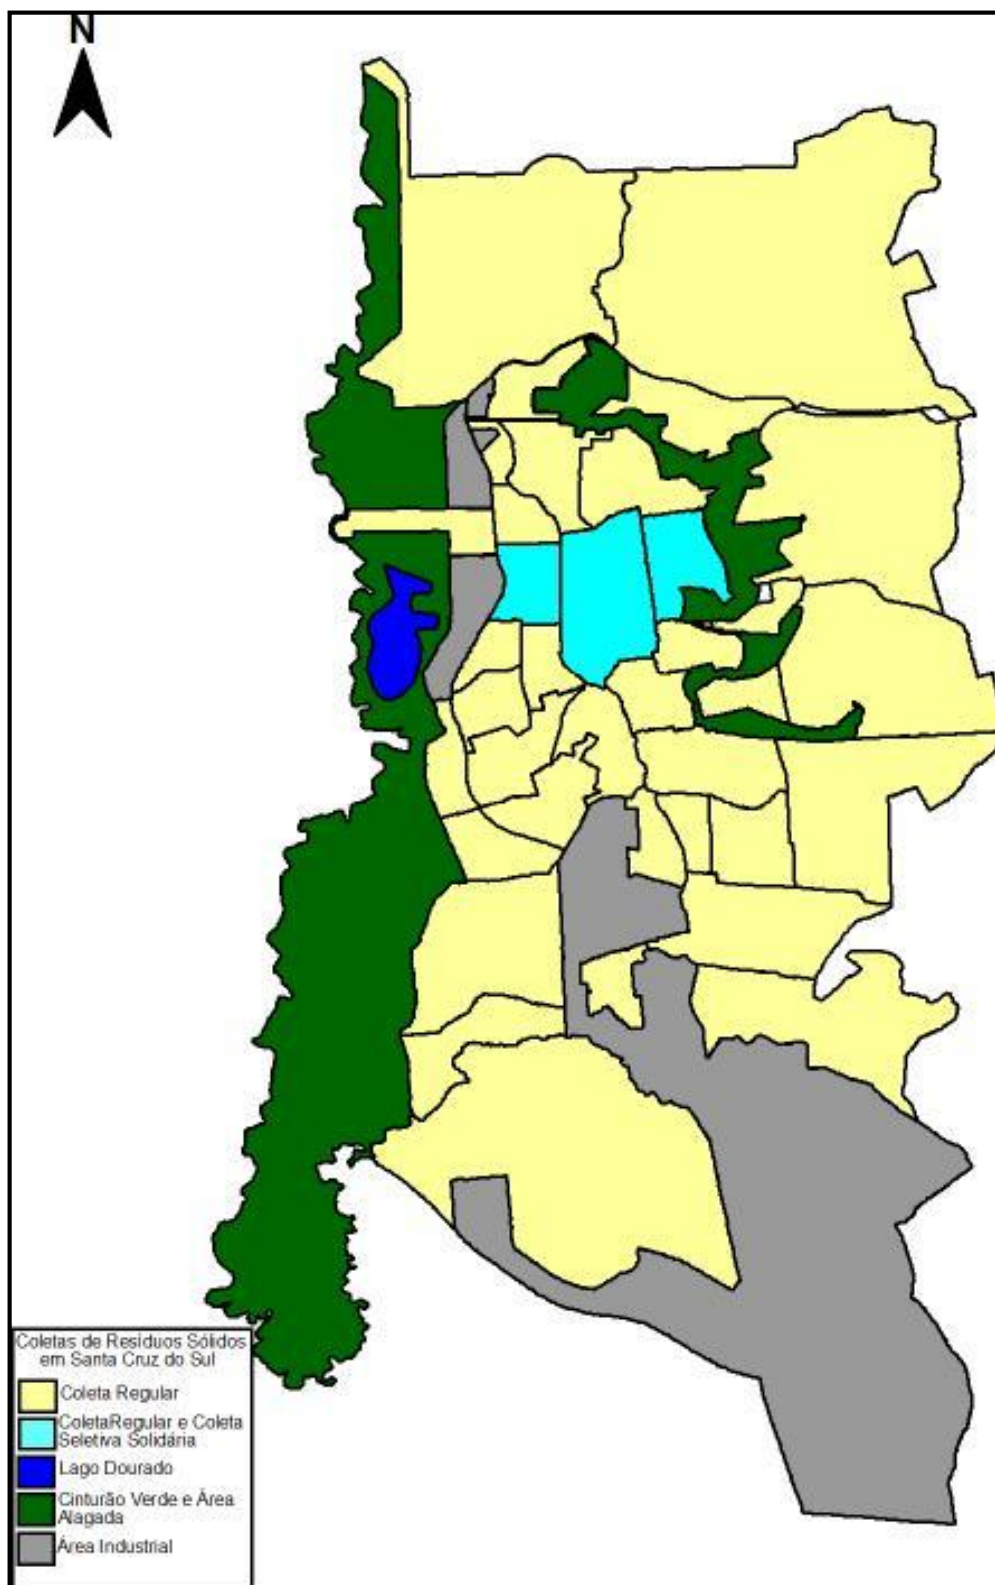 N
Coletas de Resíduos Sólidos
em Santa Cruz do Sul
Coleta Regular
ColetaRegular e Coleta
Seletiva Solidária
Lago Dourado
Cinturão Verde e Área
Alagada
Área Industrial